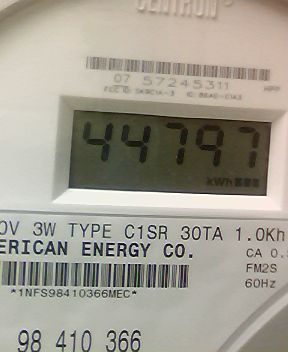 CENTRON
07 57245311
44797
kWh
3W TYPE C1SR 30TA 1.0Kh
ERICAN ENERGY CO.
CA 0.
FM2S
*1NFS98410366MEC*
60Hz
98 410 366